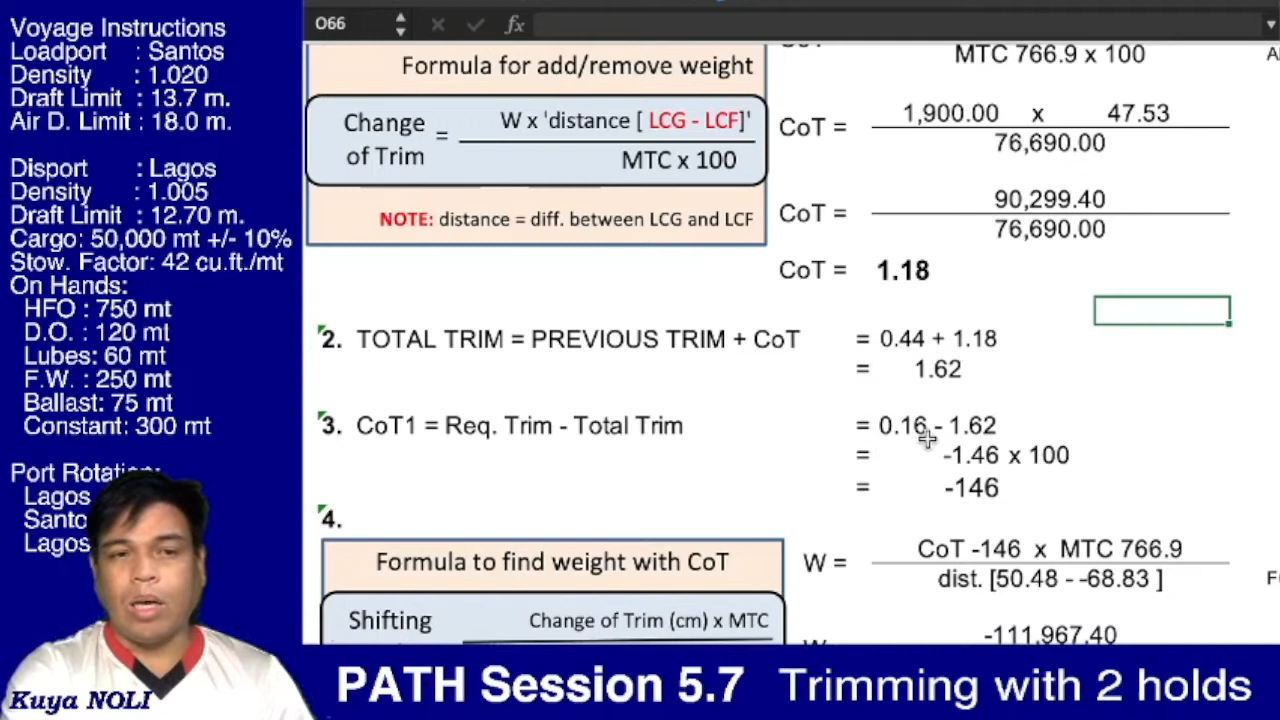 Voyage Instructions
Loadport : Santos
Density : 1.020
Draft Limit : 13.7 m.
Air D. Limit : 18.0 m.
Disport : Lagos
Density : 1.005
Draft Limit : 12.70 m.
Cargo: 50,000 mt +/- 10%
Stow. Factor: 42 cu.ft./mt
On Hands:
HFO : 750 mt
D.O. : 120 mt
Lubes: 60 mt
F.W. : 250 mt
Ballast: 75 mt
Constant: 300 mt
Port Rotation:
Lagos
Santo
Lagos
Kuya NOLI
O66
fx
Formula for add/remove weight
Change of Trim = W x 'distance [ LCG - LCF]'
MTC x 100
NOTE: distance = diff. between LCG and LCF
MTC 766.9 x 100
CoT = 1,900.00 x 47.53
76,690.00
CoT = 90,299.40
76,690.00
CoT = 1.18
2. TOTAL TRIM = PREVIOUS TRIM + CoT = 0.44 + 1.18
= 1.62
3. CoT1 = Req. Trim - Total Trim = 0.16 - 1.62
= -1.46 x 100
= -146
4.
Formula to find weight with CoT
Shifting
Change of Trim (cm) x MTC
W = CoT -146 x MTC 766.9
dist. [50.48 - -68.83 ]
-111,967.40
PATH Session 5.7 Trimming with 2 holds